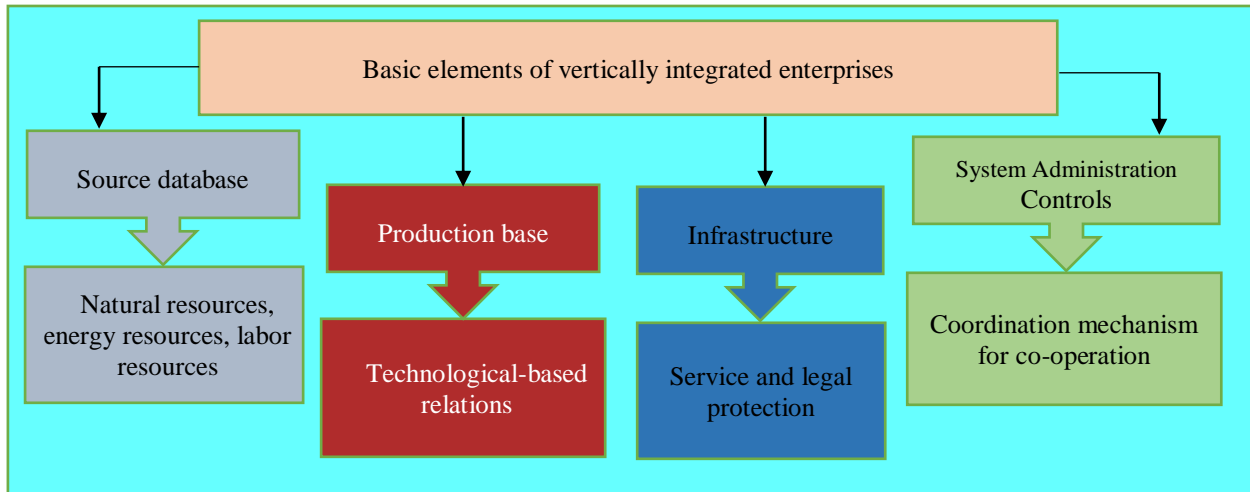 Basic elements of vertically integrated enterprises
Source database
Production base
Infrastructure
System Administration
Controls
Natural resources,
energy resources, labor
resources
Technological-based
relations
Service and legal
protection
Coordination mechanism
for co-operation